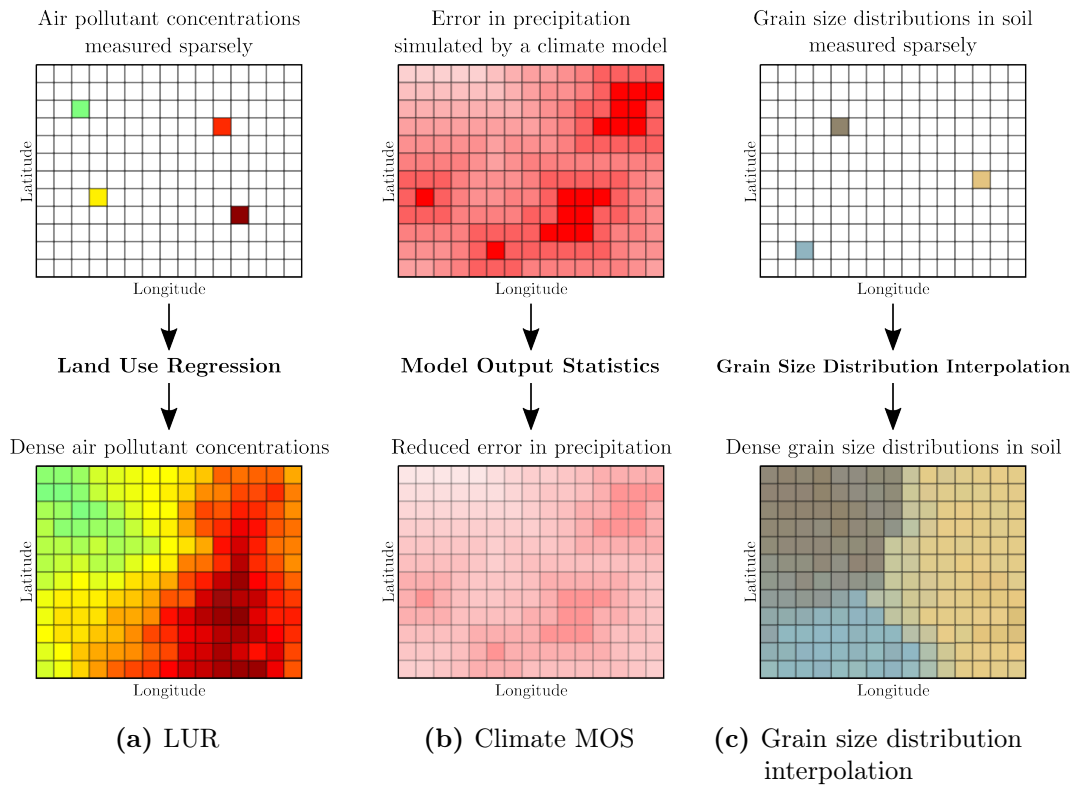 Air pollutant concentrations
measured sparsely
Latitude
Longitude
Land Use Regression
Dense air pollutant concentrations
Latitude
Longitude
(a) LUR
Error in precipitation
simulated by a climate model
Latitude
Longitude
Model Output Statistics
Reduced error in precipitation
Latitude
Longitude
(b) Climate MOS
Grain size distributions in soil
measured sparsely
Latitude
Longitude
Grain Size Distribution Interpolation
Dense grain size distributions in soil
Latitude
Longitude
(c) Grain size distribution
interpolation